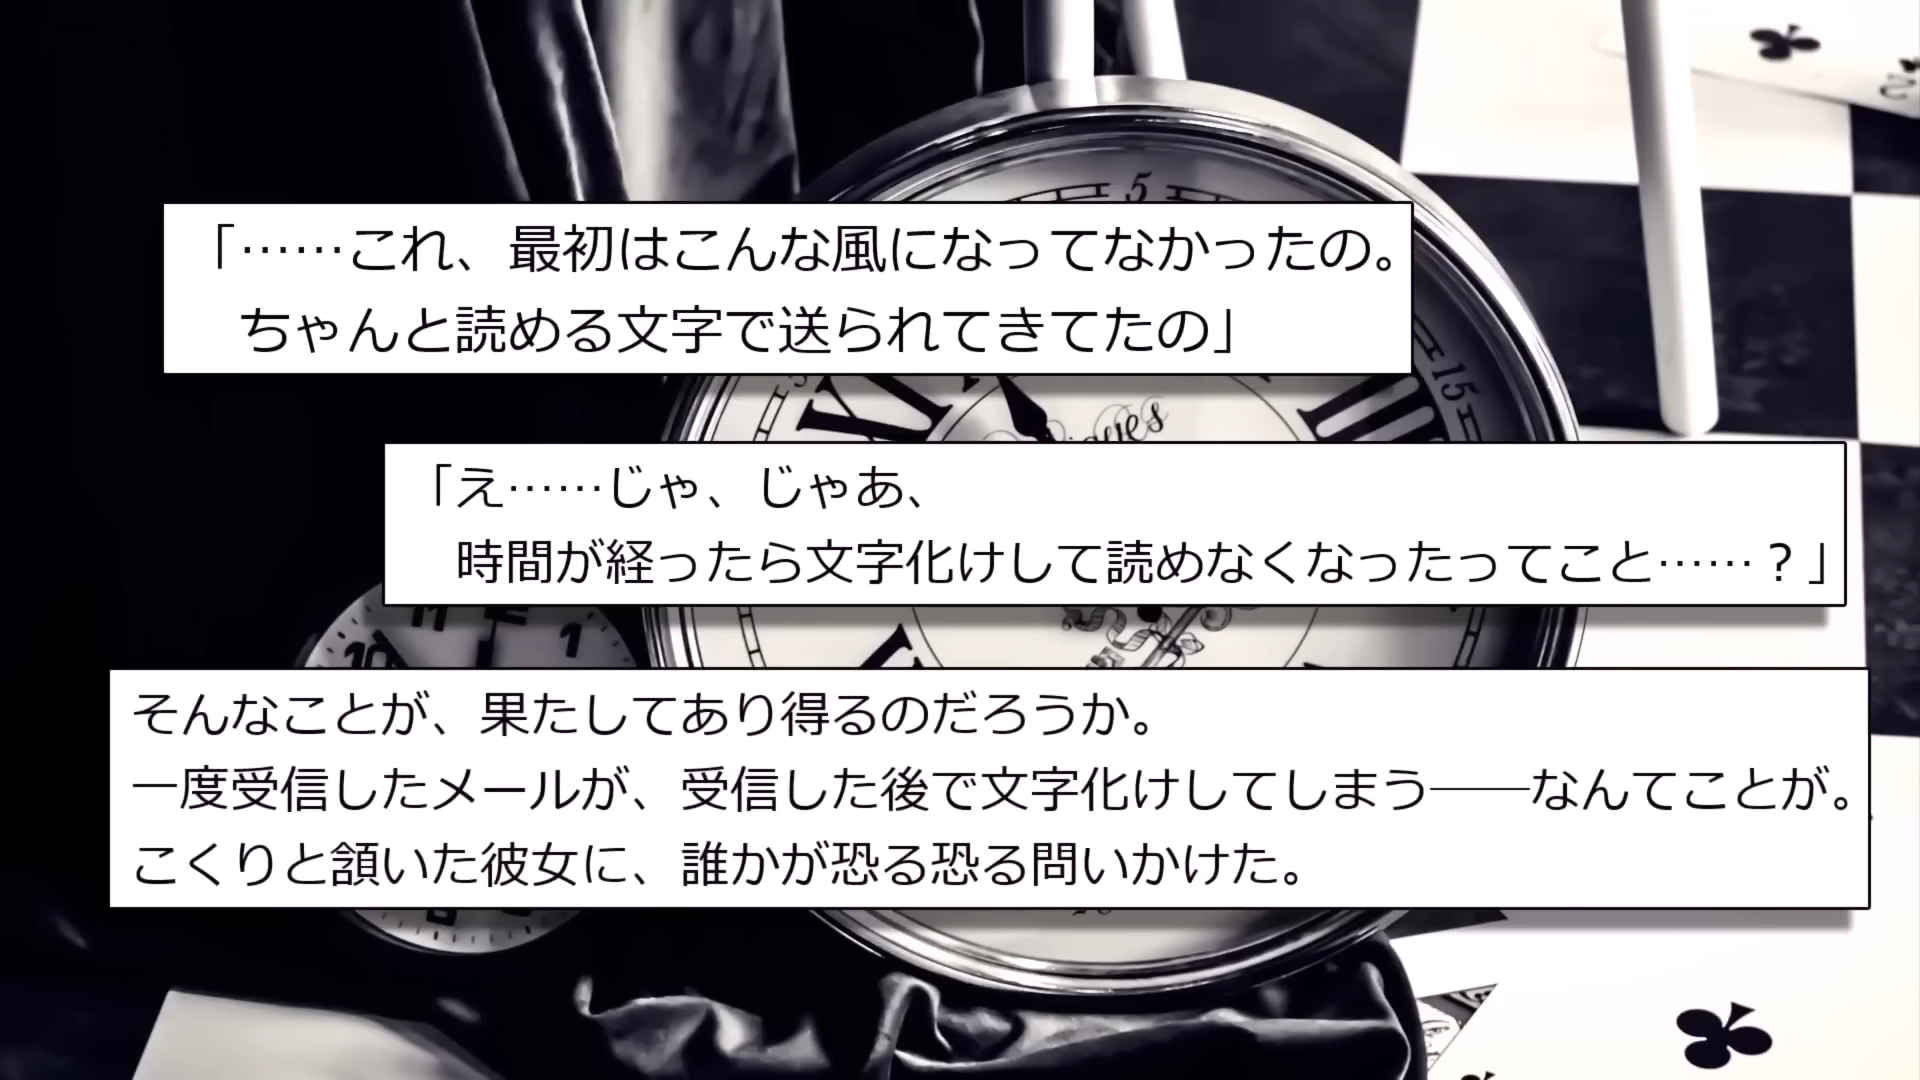 「……これ、最初はこんな風になってなかったの。
ちゃんと読める文字で送られてきてたの」
「え……じゃ、じゃあ、
時間が経ったら文字化けして読めなくなったってこと……？」
そんなことが、果たしてあり得るのだろうか。
一度受信したメールが、受信した後で文字化けしてしまう──なんてことが。
こくりと頷いた彼女に、誰かが恐る恐る問いかけた。
5
15
XI
III
10
11
1